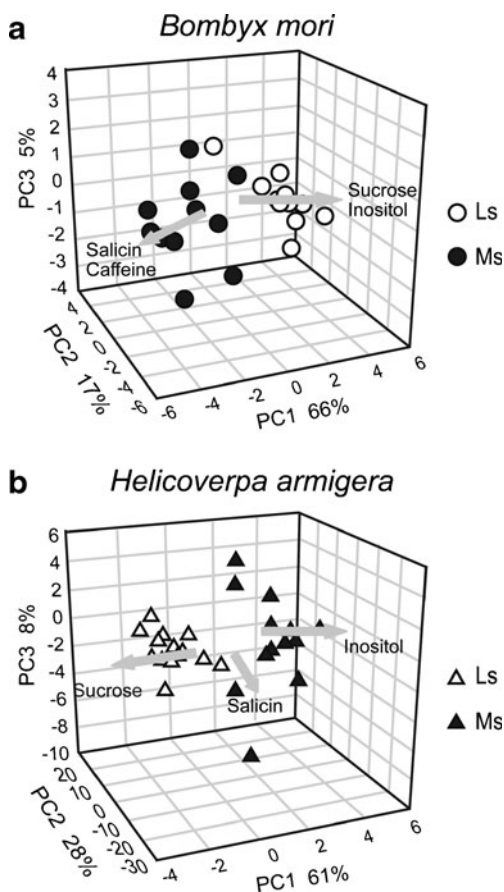 a Bombyx mori
4
3
2
1
0
-1
-2
-3
-4
PC3 5%
Sucrose
Inositol
Salicin
Caffeine
Ls
Ms
4
2
0
-2
-4
-6
PC2 17%
-6
-4
-2
0
2
4
6
PC1 66%
b Helicoverpa armigera
6
4
2
0
-2
-4
-6
-8
-10
PC3 8%
Inositol
Sucrose
Salicin
Ls
Ms
20
10
0
-10
-20
-30
PC2 28%
-4
-2
0
2
4
6
PC1 61%